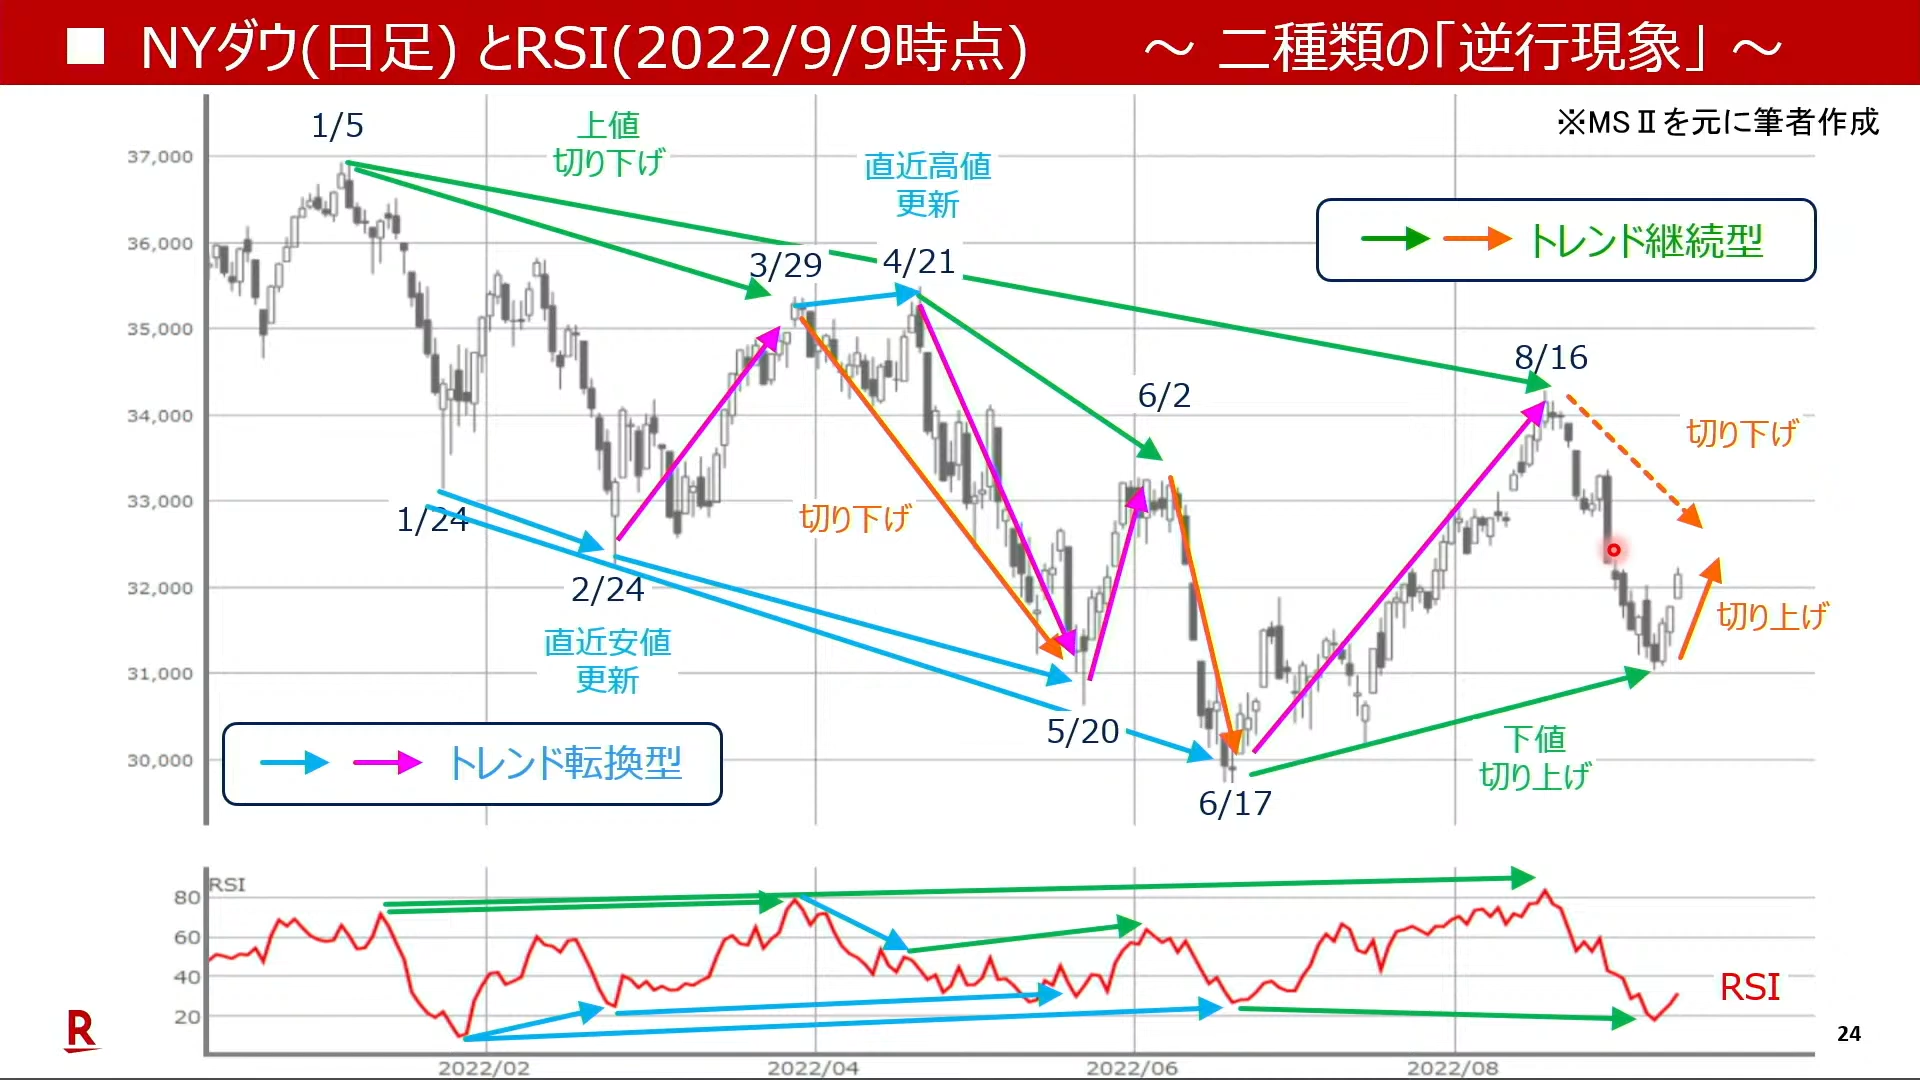 ■ NYダウ(日足) とRSI(2022/9/9時点) ～ 二種類の「逆行現象」 ～
※MSⅡを元に筆者作成
1/5
上値
切り下げ
直近高値
更新
37,000
36,000
35,000
34,000
33,000
32,000
31,000
30,000
3/29
4/21
トレンド継続型
8/16
6/2
切り下げ
切り下げ
1/24
2/24
直近安値
更新
切り上げ
5/20
下値
切り上げ
トレンド転換型
6/17
RSI
80
60
40
20
RSI
R
24
2022/02
2022/04
2022/06
2022/08